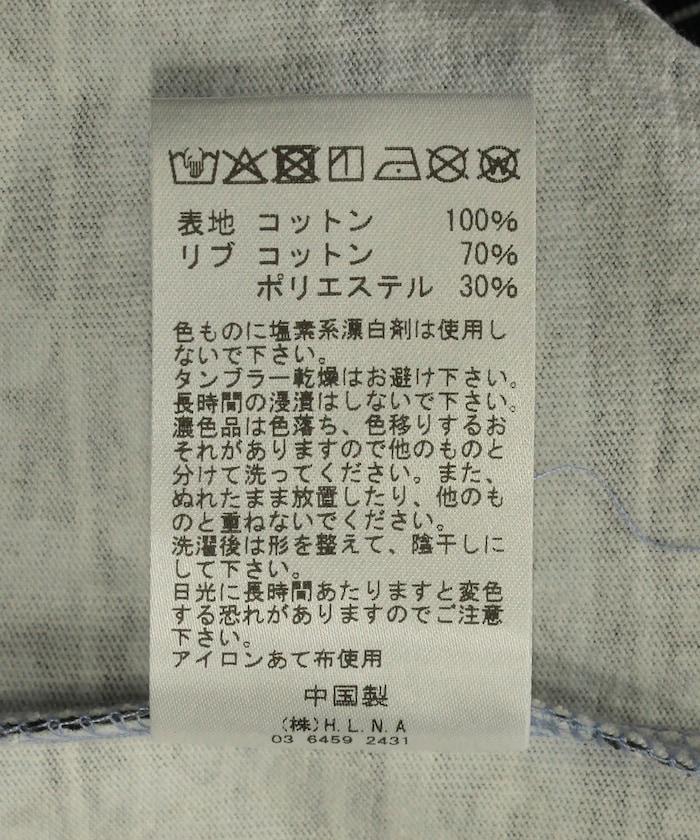 表地 コットン 100%
リブ コットン 70%
ポリエステル 30%
色ものに塩素系漂白剤は使用し
ないで下さい。
タンブラー乾燥はお避け下さい。
長時間の浸漬はしないで下さい。
濃色品は色落ち、色移りするお
それがありますので他のものと
分けて洗ってください。また、
ぬれたまま放置したり、他のも
のと重ねないでください。
洗濯後は形を整えて、陰干しに
して下さい。
日光に長時間あたりますと変色
する恐れがありますのでご注意
下さい。
アイロンあて布使用
中国製
(株)H.L.N.A
03 6459 2431